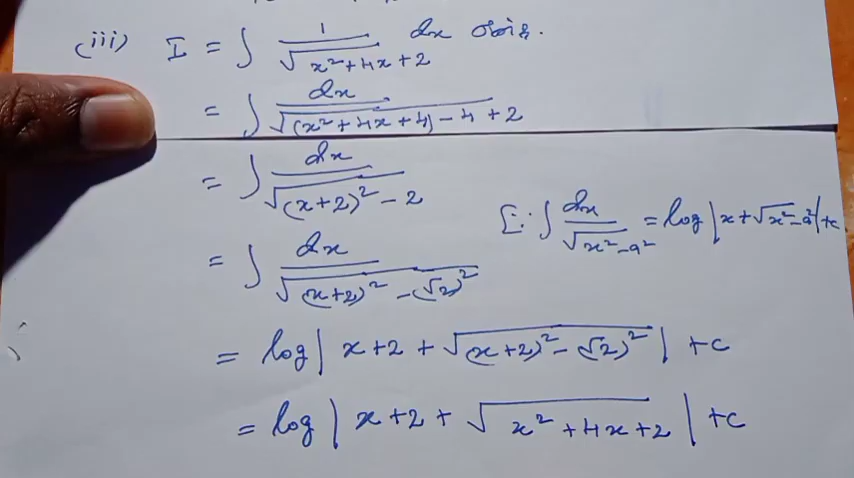 (iii) I = ∫ 1/√(x²+4x+2) dx
= ∫ dx/√((x²+4x+4)-4+2)
= ∫ dx/√((x+2)²-2)
[∵ ∫ dx/√(x²-a²) = log|x+√(x²-a²)|+c
= ∫ dx/√((x+2)²-(√2)²)
= log|x+2+√((x+2)²-(√2)²)|+c
= log|x+2+√(x²+4x+2)|+c